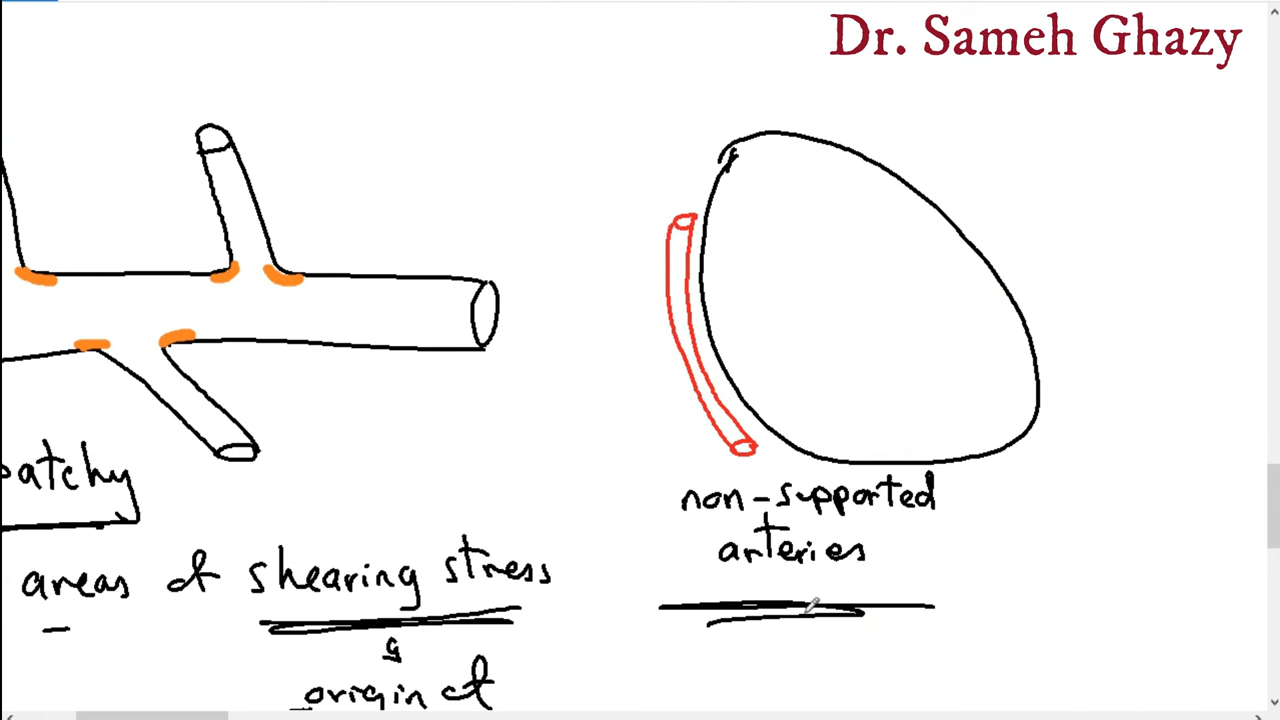 Dr. Sameh Ghazy
patchy
areas of shearing stress
origin of
non-supported
arteries